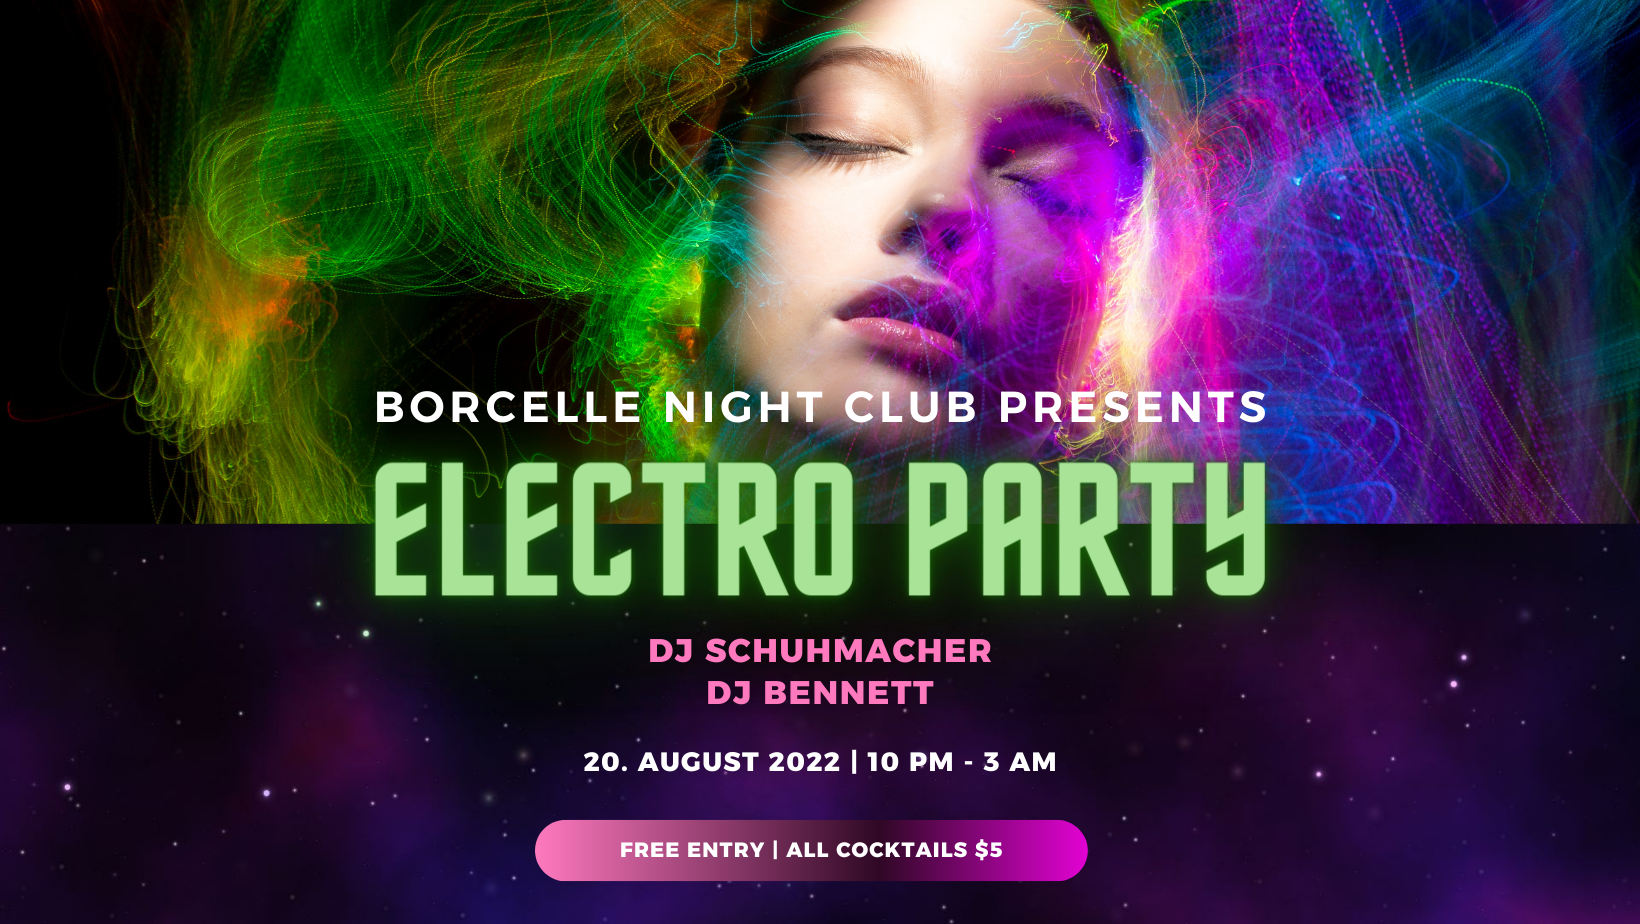 BORCELLE NIGHT CLUB PRESENTS
ELECTRO PARTY
DJ SCHUHMACHER
DJ BENNETT
20. AUGUST 2022 | 10 PM - 3 AM
FREE ENTRY | ALL COCKTAILS $5